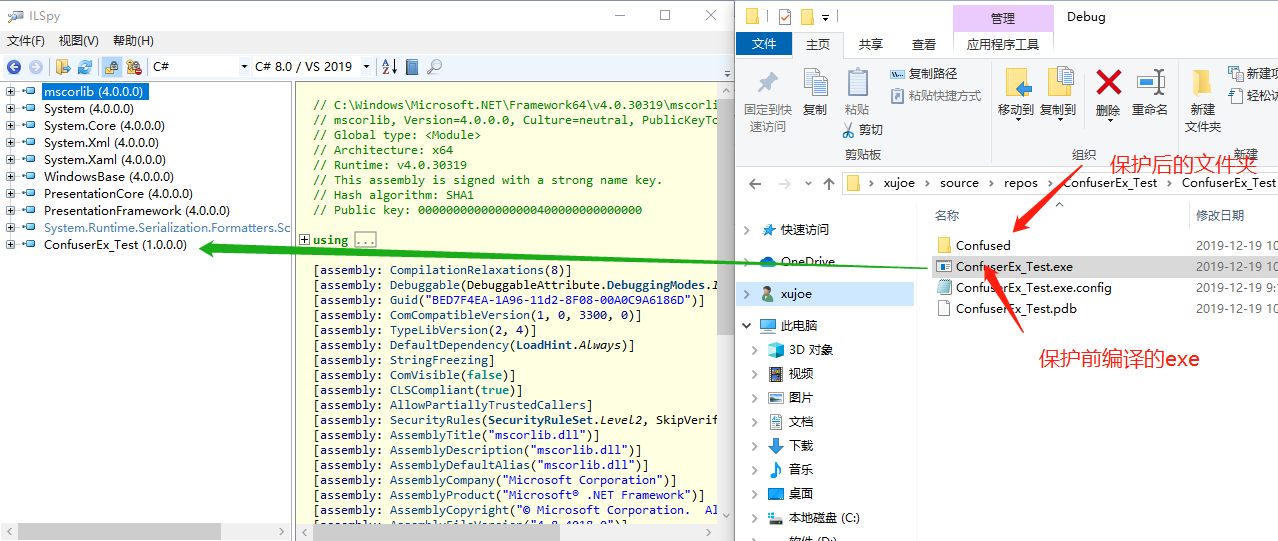 ILSpy
文件(F) 视图(V) 帮助(H)
C# C# 8.0 / VS 2019
mscorlib (4.0.0.0)
System (4.0.0.0)
System.Core (4.0.0.0)
System.Xml (4.0.0.0)
System.Xaml (4.0.0.0)
WindowsBase (4.0.0.0)
PresentationCore (4.0.0.0)
PresentationFramework (4.0.0.0)
System.Runtime.Serialization.Formatters.Sc
ConfuserEx_Test (1.0.0.0)
// C:\Windows\Microsoft.NET\Framework64\v4.0.30319\mscorli
// mscorlib, Version=4.0.0.0, Culture=neutral, PublicKeyTo
// Global type: <Module>
// Architecture: x64
// Runtime: v4.0.30319
// This assembly is signed with a strong name key.
// Hash algorithm: SHA1
// Public key: 00000000000000000400000000000000
using ...
[assembly: CompilationRelaxations(8)]
[assembly: Debuggable(DebuggableAttribute.DebuggingModes.I
[assembly: Guid("BED7F4EA-1A96-11d2-8F08-00A0C9A6186D")]
[assembly: ComCompatibleVersion(1, 0, 3300, 0)]
[assembly: TypeLibVersion(2, 4)]
[assembly: DefaultDependency(LoadHint.Always)]
[assembly: StringFreezing]
[assembly: ComVisible(false)]
[assembly: CLSCompliant(true)]
[assembly: AllowPartiallyTrustedCallers]
[assembly: SecurityRules(SecurityRuleSet.Level2, SkipVerif
[assembly: AssemblyTitle("mscorlib.dll")]
[assembly: AssemblyDescription("mscorlib.dll")]
[assembly: AssemblyDefaultAlias("mscorlib.dll")]
[assembly: AssemblyCompany("Microsoft Corporation")]
[assembly: AssemblyProduct("Microsoft® .NET Framework")]
[assembly: AssemblyCopyright("© Microsoft Corporation.  Al
[assembly: AssemblyFileVersion("4.8.4018.0")]
管理 Debug
文件 主页 共享 查看 应用程序工具
固定到快
速访问
复制
粘贴
复制路径
粘贴快捷方式
剪切
剪贴板
移动到 复制到 删除 重命名
组织
新建
文件夹
新建项
轻松访
新建
保护后的文件夹
xujoe › source › repos › ConfuserEx_Test › ConfuserEx_Test
快速访问
OneDrive
xujoe
此电脑
3D 对象
视频
图片
文档
下载
音乐
桌面
本地磁盘 (C:)
软件 (D:)
名称 修改日期
Confused 2019-12-19 10
ConfuserEx_Test.exe 2019-12-19 10
ConfuserEx_Test.exe.config 2019-12-19 9:
ConfuserEx_Test.pdb 2019-12-19 10
保护前编译的exe